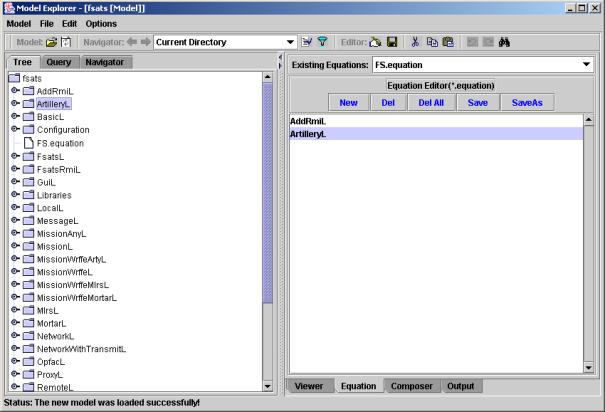 Model Explorer - [fsats [Model]]
Model File Edit Options
Model: Navigator: Current Directory Editor:
Tree Query Navigator
fsats
AddRmiL
ArtilleryL
BasicL
Configuration
FS.equation
FsatsL
FsatsRmiL
GuiL
Libraries
LocalL
MessageL
MissionAnyL
MissionL
MissionWrffeArtyL
MissionWrffeL
MissionWrffeMlrsL
MissionWrffeMortarL
MlrsL
MortarL
NetworkL
NetworkWithTransmitL
OpfacL
ProxyL
RemoteL
Existing Equations: FS.equation
Equation Editor(*.equation)
New Del Del All Save SaveAs
AddRmiL
ArtilleryL
Viewer Equation Composer Output
Status: The new model was loaded successfully!